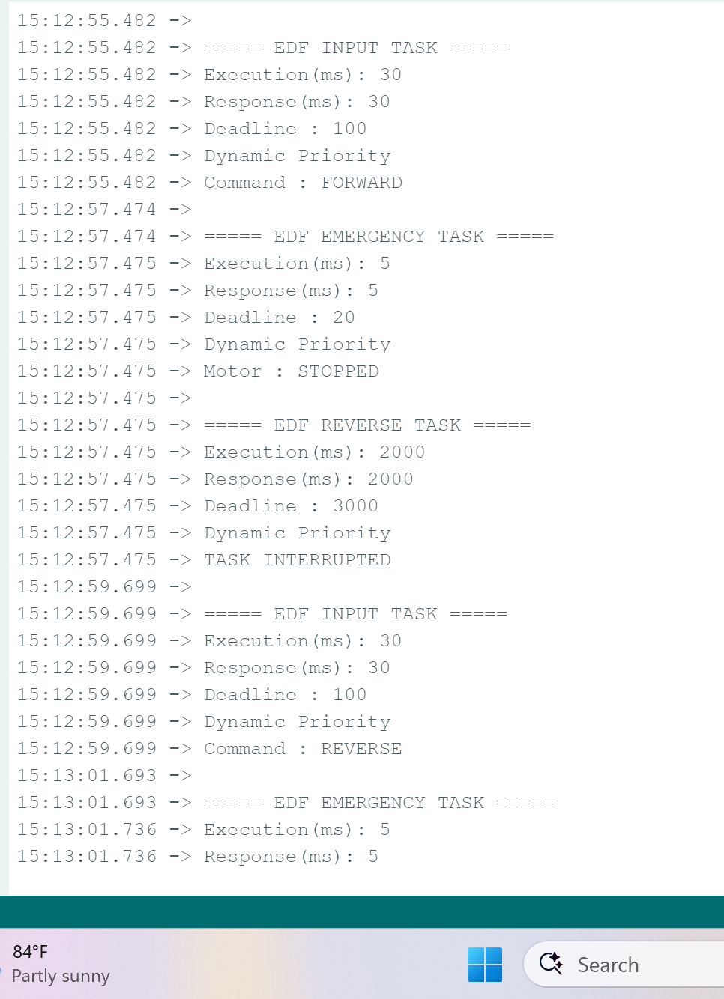 15:12:55.482 ->
15:12:55.482 -> ===== EDF INPUT TASK =====
15:12:55.482 -> Execution(ms): 30
15:12:55.482 -> Response(ms): 30
15:12:55.482 -> Deadline : 100
15:12:55.482 -> Dynamic Priority
15:12:55.482 -> Command : FORWARD
15:12:57.474 ->
15:12:57.474 -> ===== EDF EMERGENCY TASK =====
15:12:57.475 -> Execution(ms): 5
15:12:57.475 -> Response(ms): 5
15:12:57.475 -> Deadline : 20
15:12:57.475 -> Dynamic Priority
15:12:57.475 -> Motor : STOPPED
15:12:57.475 ->
15:12:57.475 -> ===== EDF REVERSE TASK =====
15:12:57.475 -> Execution(ms): 2000
15:12:57.475 -> Response(ms): 2000
15:12:57.475 -> Deadline : 3000
15:12:57.475 -> Dynamic Priority
15:12:57.475 -> TASK INTERRUPTED
15:12:59.699 ->
15:12:59.699 -> ===== EDF INPUT TASK =====
15:12:59.699 -> Execution(ms): 30
15:12:59.699 -> Response(ms): 30
15:12:59.699 -> Deadline : 100
15:12:59.699 -> Dynamic Priority
15:12:59.699 -> Command : REVERSE
15:13:01.693 ->
15:13:01.693 -> ===== EDF EMERGENCY TASK =====
15:13:01.736 -> Execution(ms): 5
15:13:01.736 -> Response(ms): 5
84°F
Partly sunny
Search